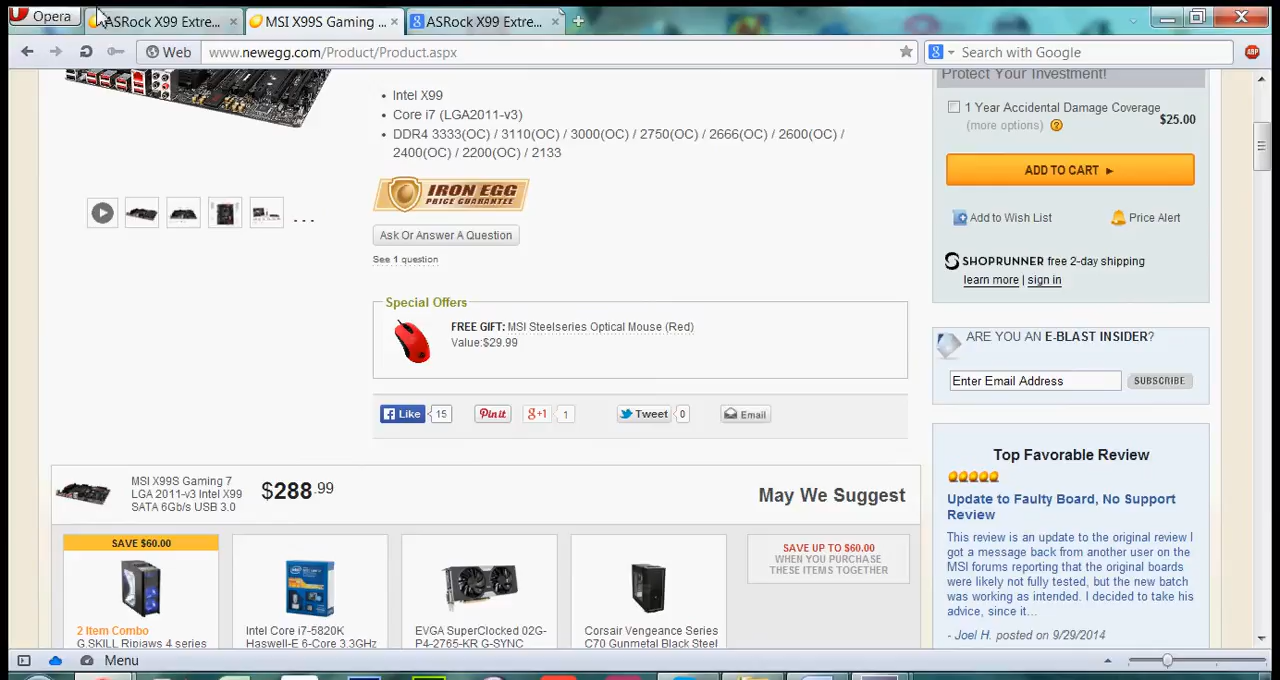 Opera
ASRock X99 Extre...
MSI X99S Gaming ...
ASRock X99 Extre...
Web
www.newegg.com/Product/Product.aspx
Search with Google
ABP
Protect Your Investment!
Intel X99
Core i7 (LGA2011-v3)
DDR4 3333(OC) / 3110(OC) / 3000(OC) / 2750(OC) / 2666(OC) / 2600(OC) /
2400(OC) / 2200(OC) / 2133
1 Year Accidental Damage Coverage
(more options)
$25.00
ADD TO CART
IRON EGG
PRICE GUARANTEE
. . .
Ask Or Answer A Question
See 1 question
Add to Wish List
Price Alert
SHOPRUNNER free 2-day shipping
learn more | sign in
Special Offers
FREE GIFT: MSI Steelseries Optical Mouse (Red)
Value:$29.99
ARE YOU AN E-BLAST INSIDER?
Enter Email Address
SUBSCRIBE
Like
15
Pin it
g+1
1
Tweet
0
Email
MSI X99S Gaming 7
LGA 2011-v3 Intel X99
SATA 6Gb/s USB 3.0
$288.99
May We Suggest
Top Favorable Review
Update to Faulty Board, No Support
Review
This review is an update to the original review I
got a message back from another user on the
MSI forums reporting that the original boards
were likely not fully tested, but the new batch
was working as intended. I decided to take his
advice, since it...
- Joel H. posted on 9/29/2014
SAVE $60.00
2 Item Combo
G.SKILL Ripjaws 4 series
Intel Core i7-5820K
Haswell-E 6-Core 3.3GHz
EVGA SuperClocked 02G-
P4-2765-KR G-SYNC
Corsair Vengeance Series
C70 Gunmetal Black Steel
SAVE UP TO $60.00
WHEN YOU PURCHASE
THESE ITEMS TOGETHER
Menu